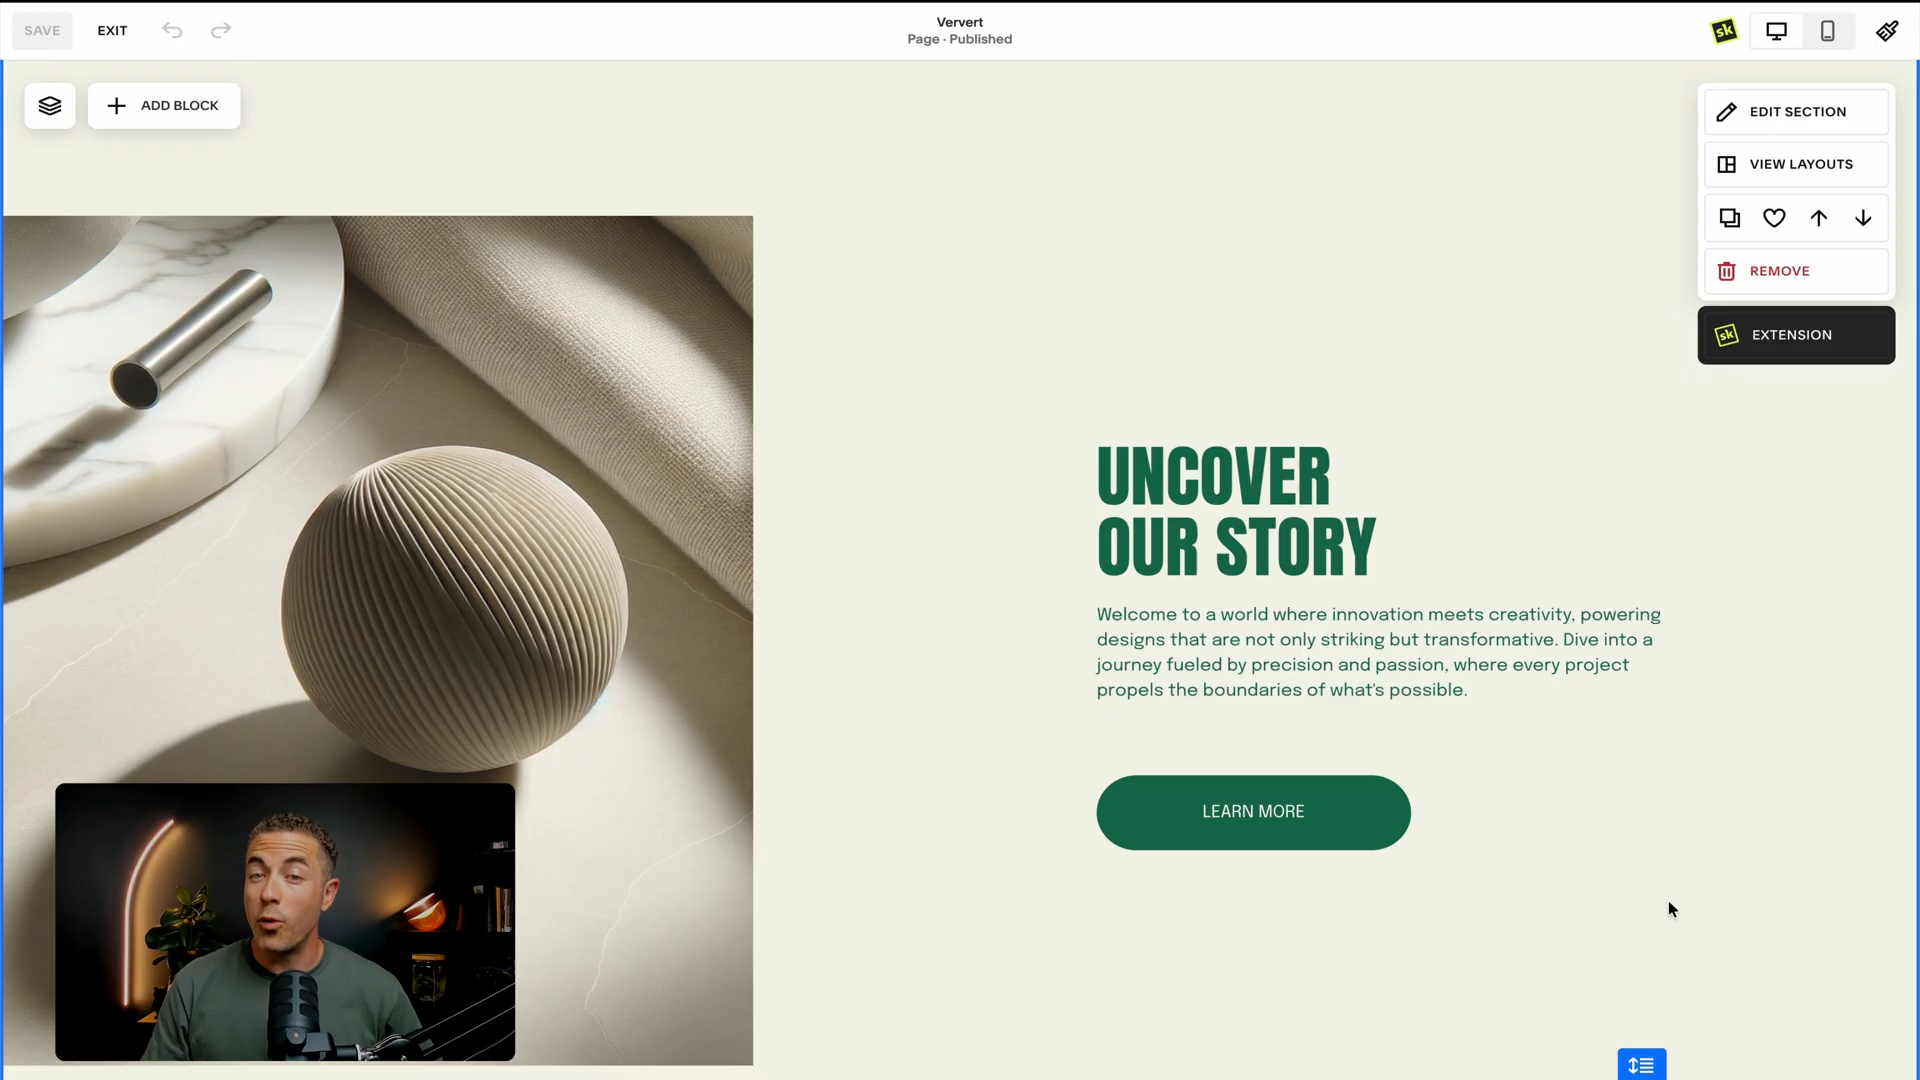 SAVE
EXIT
Ververt
Page · Published
sk
ADD BLOCK
EDIT SECTION
VIEW LAYOUTS
REMOVE
sk
EXTENSION
UNCOVER
OUR STORY
Welcome to a world where innovation meets creativity, powering
designs that are not only striking but transformative. Dive into a
journey fueled by precision and passion, where every project
propels the boundaries of what's possible.
LEARN MORE